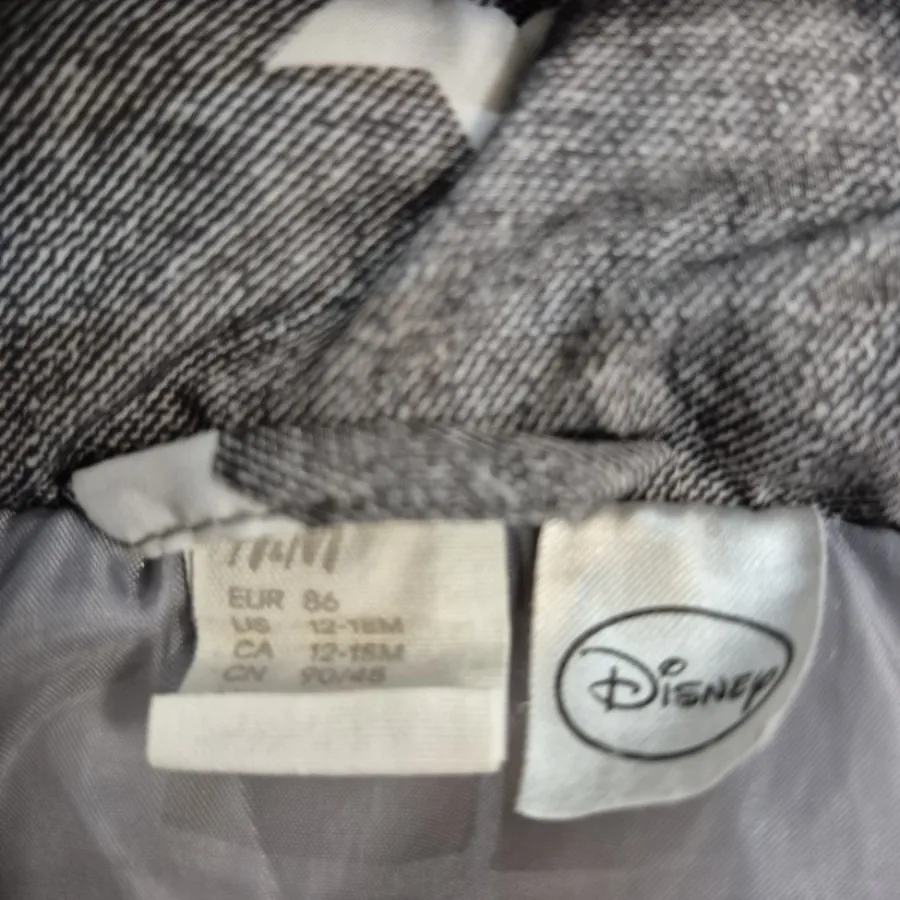 H&M
EUR 86
US 12-18M
CA 12-18M
CN 90/48
Disney